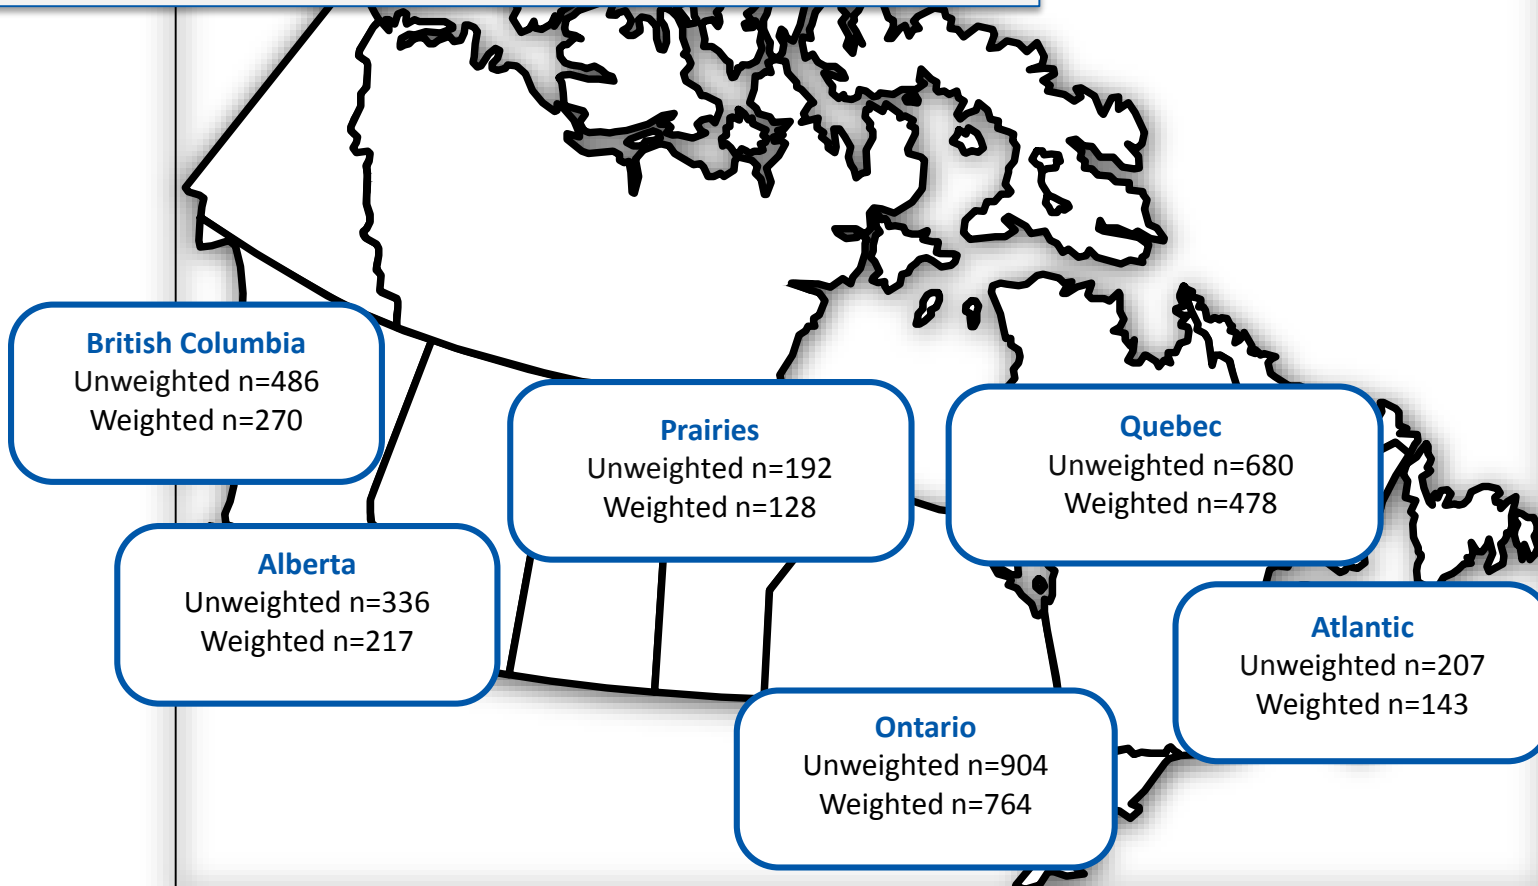 British Columbia
Unweighted n=486
Weighted n=270
Prairies
Unweighted n=192
Weighted n=128
Quebec
Unweighted n=680
Weighted n=478
Alberta
Unweighted n=336
Weighted n=217
Atlantic
Unweighted n=207
Weighted n=143
Ontario
Unweighted n=904
Weighted n=764